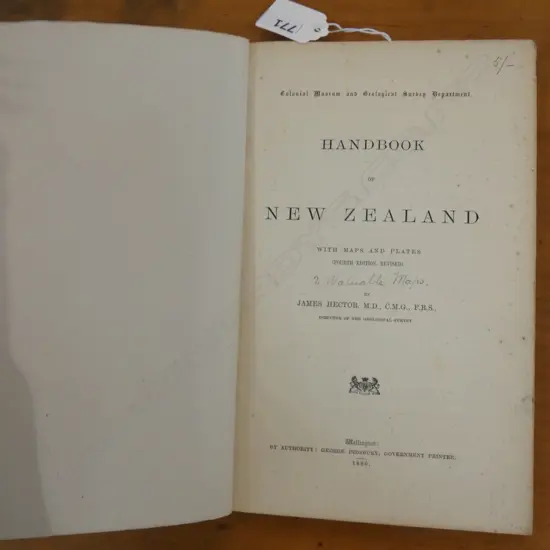 771
5/-
Colonial Museum and Geological Survey Department.
HANDBOOK
OF
NEW ZEALAND
WITH MAPS AND PLATES
(FOURTH EDITION, REVISED)
2 Valuable Maps.
BY
JAMES HECTOR, M.D., C.M.G., F.R.S.,
DIRECTOR OF THE GEOLOGICAL SURVEY
Wellington:
BY AUTHORITY: GEORGE DIDSBURY, GOVERNMENT PRINTER.
1886.